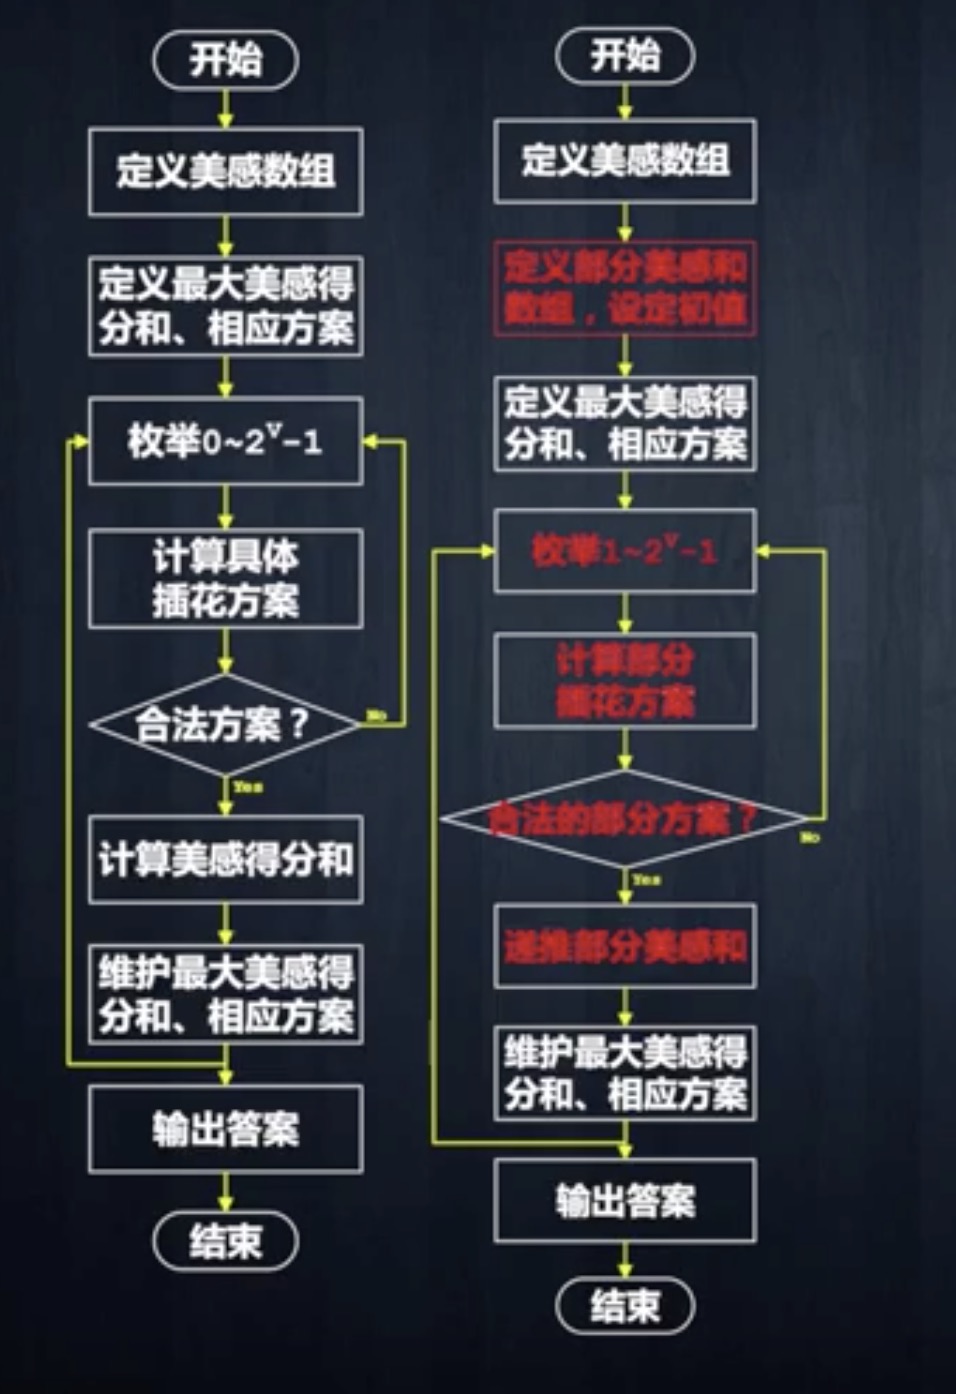 开始
定义美感数组
定义最大美感得
分和、相应方案
枚举0~2ⱽ-1
计算具体
插花方案
合法方案？
No
Yes
计算美感得分和
维护最大美感得
分和、相应方案
输出答案
结束
开始
定义美感数组
定义部分美感和
数组，设定初值
定义最大美感得
分和、相应方案
枚举1~2ⱽ-1
计算部分
插花方案
合法的部分方案？
No
Yes
递推部分美感和
维护最大美感得
分和、相应方案
输出答案
结束